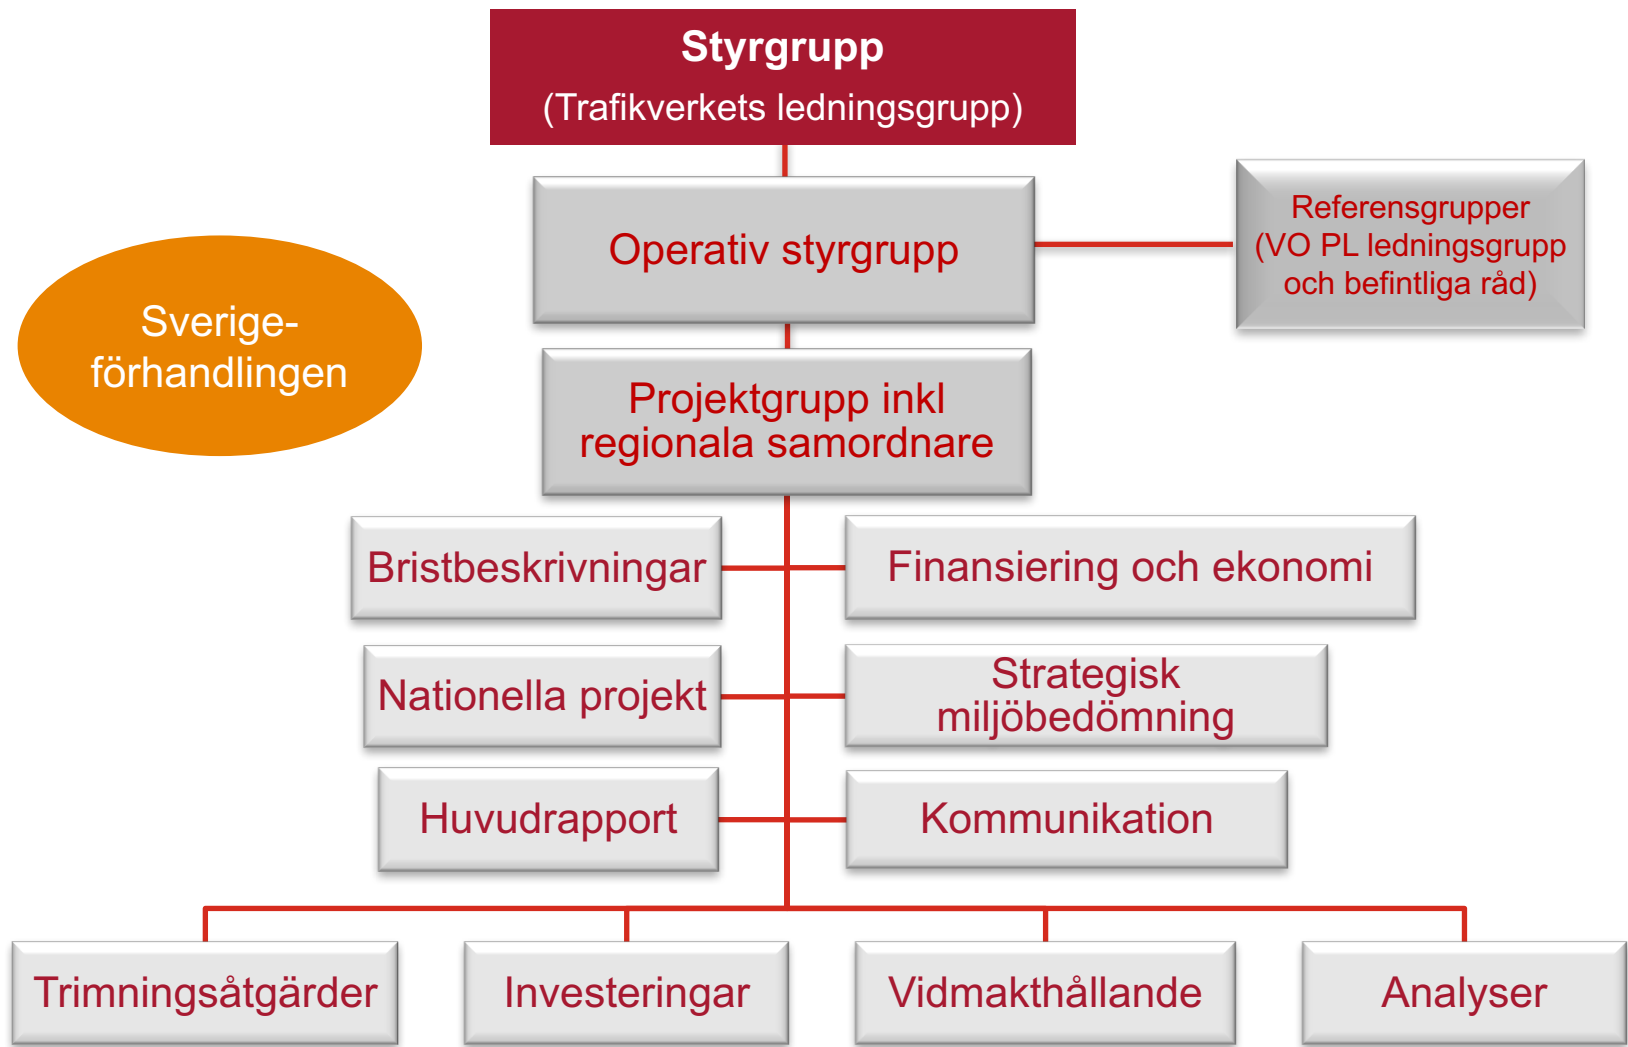 Styrgrupp
(Trafikverkets ledningsgrupp)
Operativ styrgrupp
Referensgrupper
(VO PL ledningsgrupp
och befintliga råd)
Sverige-
förhandlingen
Projektgrupp inkl
regionala samordnare
Bristbeskrivningar
Finansiering och ekonomi
Nationella projekt
Strategisk
miljöbedömning
Huvudrapport
Kommunikation
Trimningsåtgärder
Investeringar
Vidmakthållande
Analyser